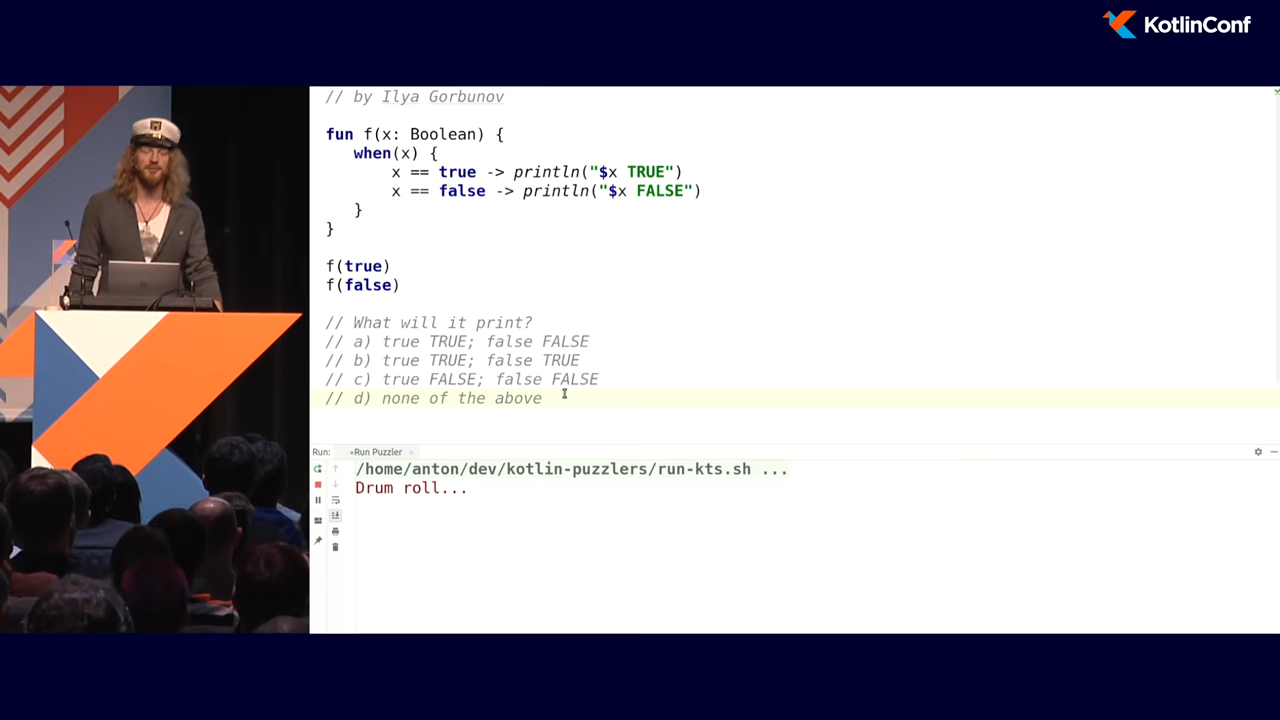 KotlinConf
// by Ilya Gorbunov
fun f(x: Boolean) {
when(x) {
x == true -> println("$x TRUE")
x == false -> println("$x FALSE")
}
}
f(true)
f(false)
// What will it print?
// a) true TRUE; false FALSE
// b) true TRUE; false TRUE
// c) true FALSE; false FALSE
// d) none of the above
Run: Run Puzzler
/home/anton/dev/kotlin-puzzlers/run-kts.sh ...
Drum roll...